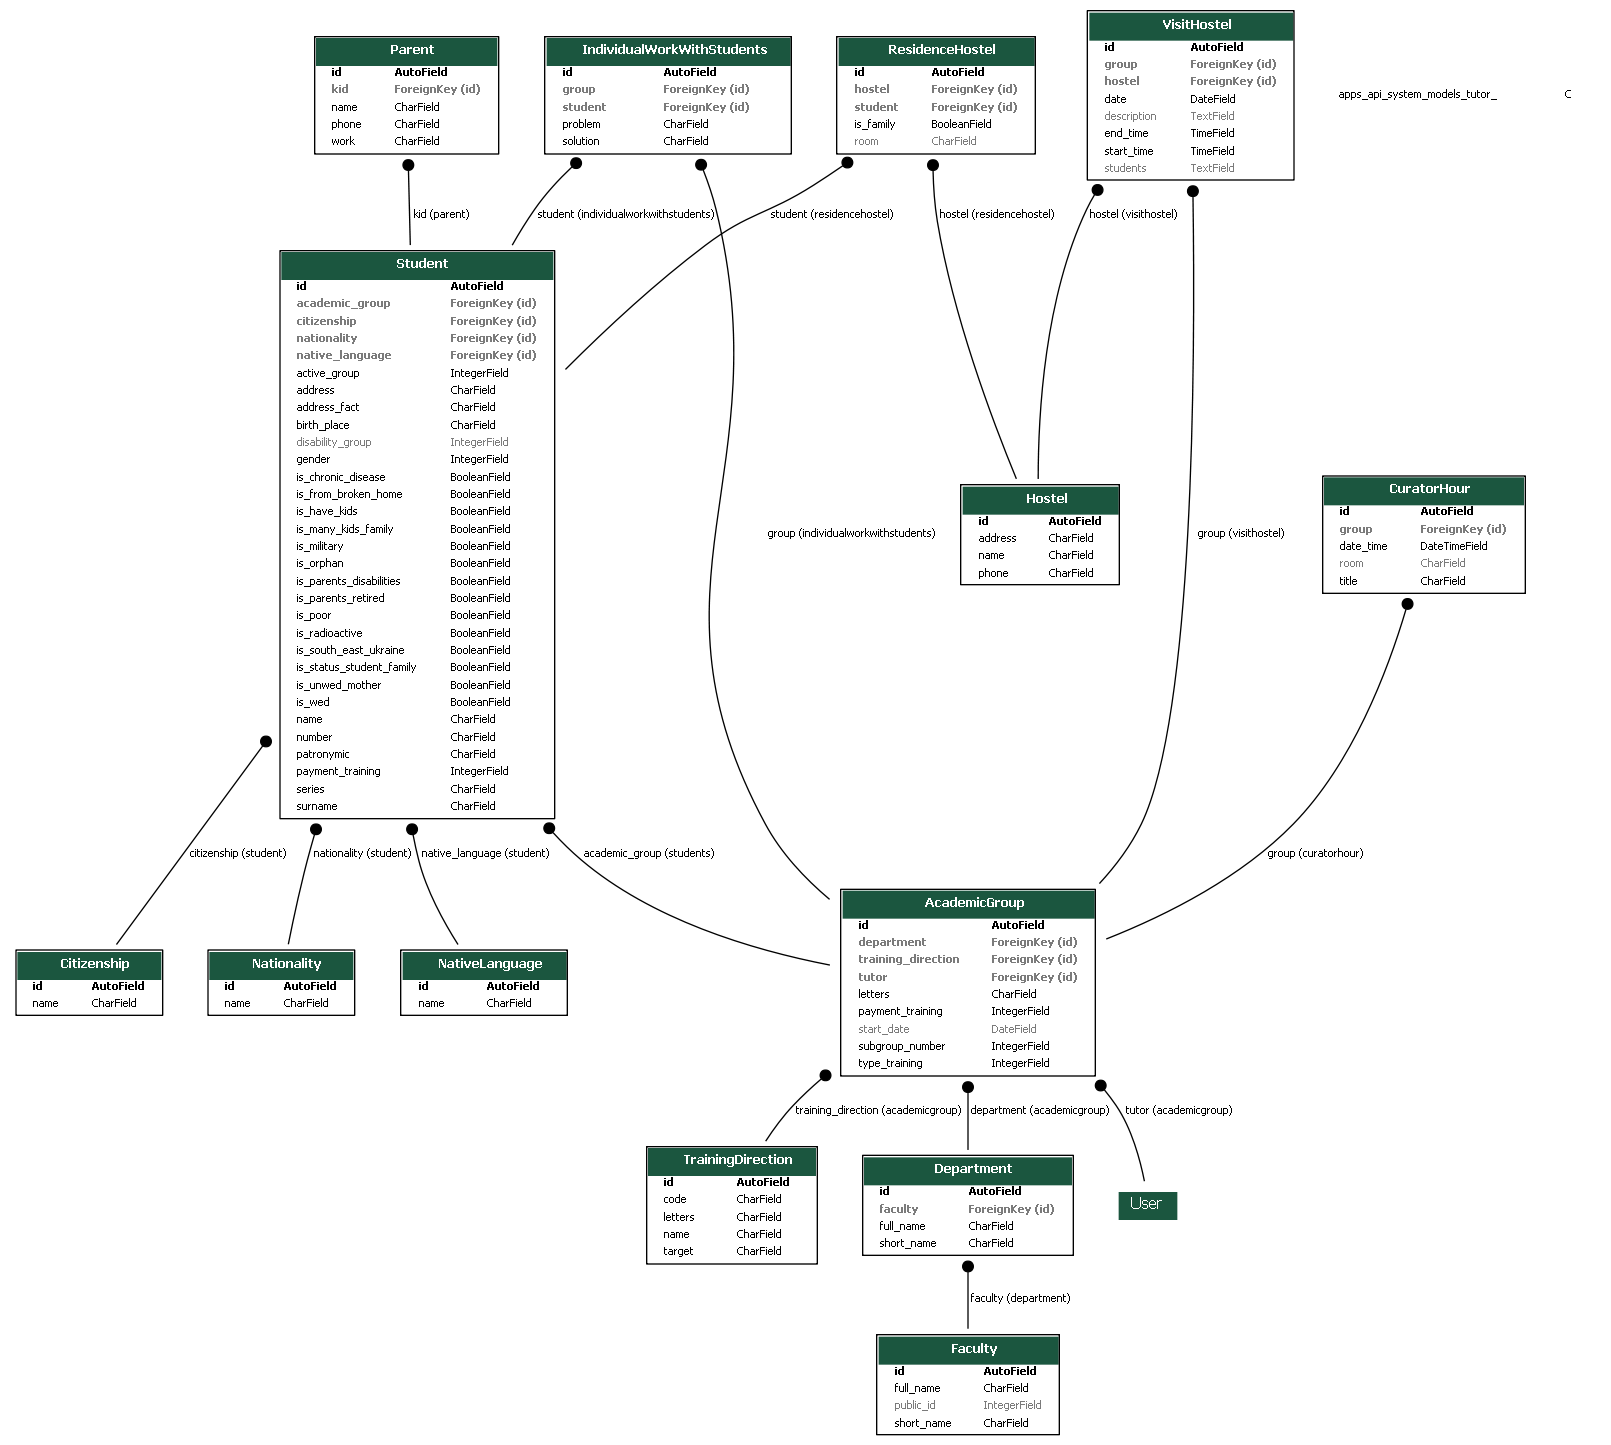 Parent
id AutoField
kid ForeignKey (id)
name CharField
phone CharField
work CharField
IndividualWorkWithStudents
id AutoField
group ForeignKey (id)
student ForeignKey (id)
problem CharField
solution CharField
ResidenceHostel
id AutoField
hostel ForeignKey (id)
student ForeignKey (id)
is_family BooleanField
room CharField
VisitHostel
id AutoField
group ForeignKey (id)
hostel ForeignKey (id)
date DateField
description TextField
end_time TimeField
start_time TimeField
students TextField
apps_api_system_models_tutor_ C
kid (parent)
student (individualworkwithstudents)
student (residencehostel)
hostel (residencehostel)
hostel (visithostel)
Student
id AutoField
academic_group ForeignKey (id)
citizenship ForeignKey (id)
nationality ForeignKey (id)
native_language ForeignKey (id)
active_group IntegerField
address CharField
address_fact CharField
birth_place CharField
disability_group IntegerField
gender IntegerField
is_chronic_disease BooleanField
is_from_broken_home BooleanField
is_have_kids BooleanField
is_many_kids_family BooleanField
is_military BooleanField
is_orphan BooleanField
is_parents_disabilities BooleanField
is_parents_retired BooleanField
is_poor BooleanField
is_radioactive BooleanField
is_south_east_ukraine BooleanField
is_status_student_family BooleanField
is_unwed_mother BooleanField
is_wed BooleanField
name CharField
number CharField
patronymic CharField
payment_training IntegerField
series CharField
surname CharField
Hostel
id AutoField
address CharField
name CharField
phone CharField
CuratorHour
id AutoField
group ForeignKey (id)
date_time DateTimeField
room CharField
title CharField
group (individualworkwithstudents)
group (visithostel)
citizenship (student)
nationality (student)
native_language (student)
academic_group (students)
group (curatorhour)
Citizenship
id AutoField
name CharField
Nationality
id AutoField
name CharField
NativeLanguage
id AutoField
name CharField
AcademicGroup
id AutoField
department ForeignKey (id)
training_direction ForeignKey (id)
tutor ForeignKey (id)
letters CharField
payment_training IntegerField
start_date DateField
subgroup_number IntegerField
type_training IntegerField
training_direction (academicgroup)
department (academicgroup)
tutor (academicgroup)
TrainingDirection
id AutoField
code CharField
letters CharField
name CharField
target CharField
Department
id AutoField
faculty ForeignKey (id)
full_name CharField
short_name CharField
User
faculty (department)
Faculty
id AutoField
full_name CharField
public_id IntegerField
short_name CharField